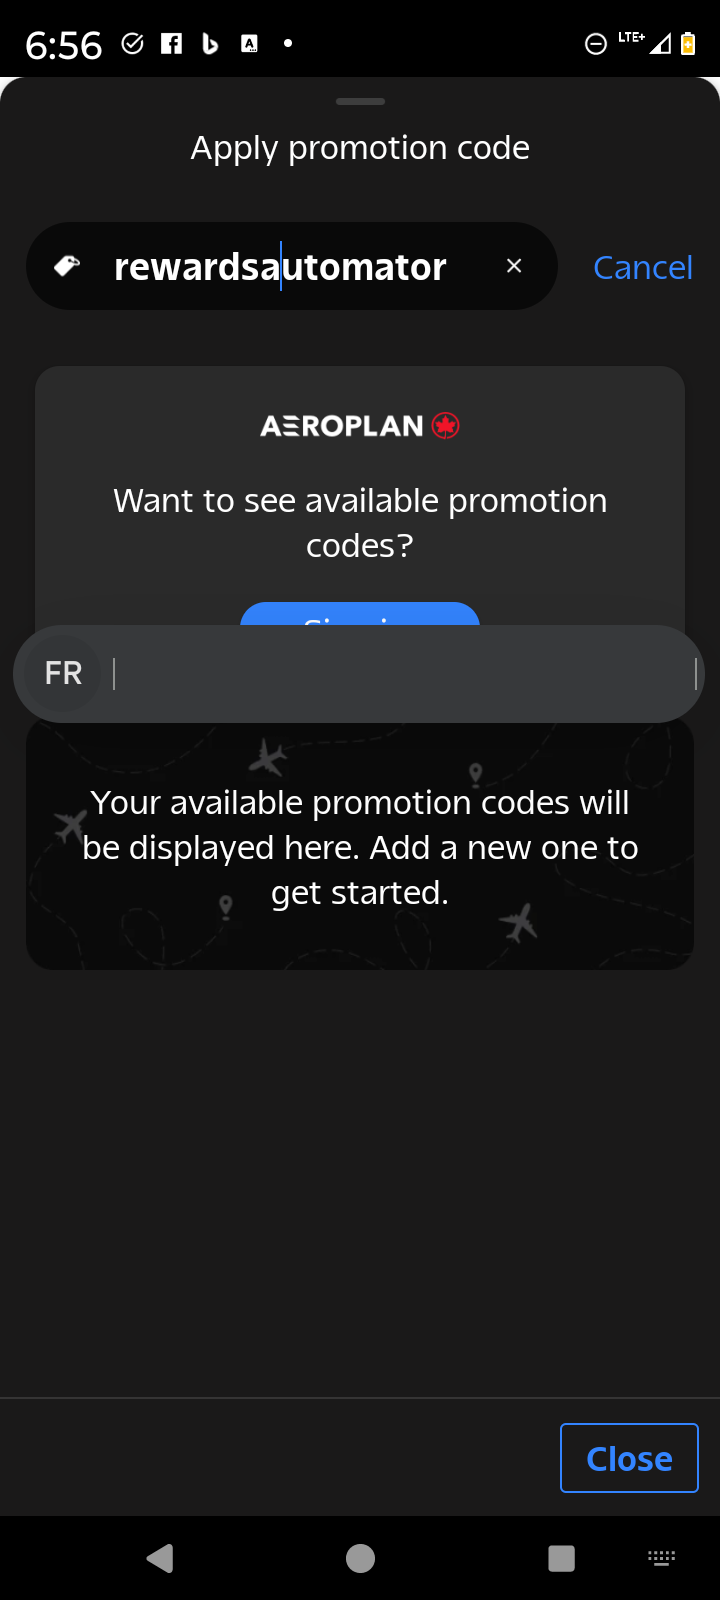 6:56
LTE+
Apply promotion code
rewardsautomator
Cancel
AEROPLAN
Want to see available promotion
codes?
FR
Your available promotion codes will
be displayed here. Add a new one to
get started.
Close